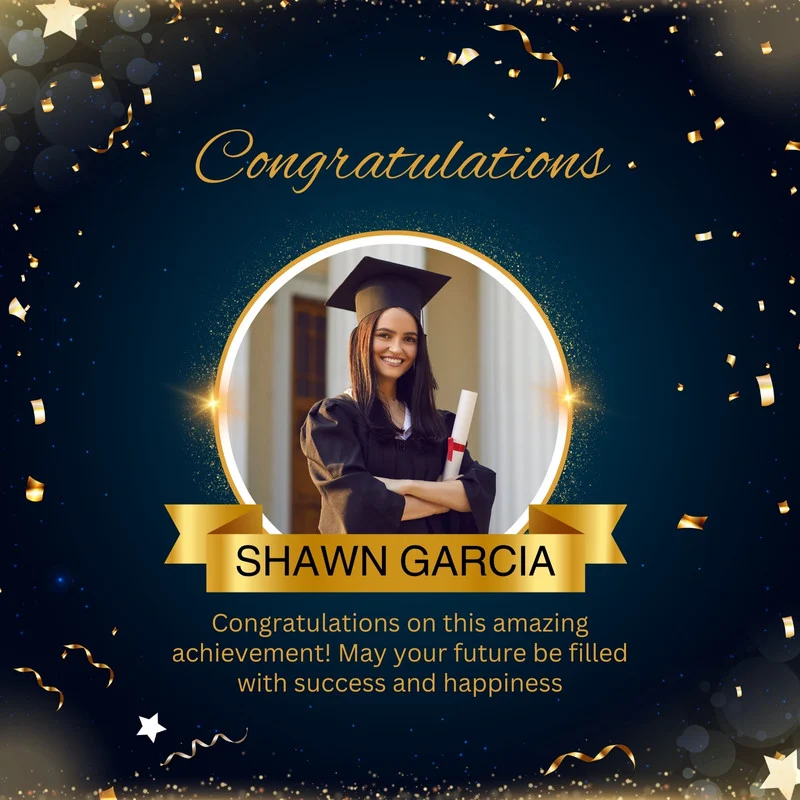 Congratulations
SHAWN GARCIA
Congratulations on this amazing
achievement! May your future be filled
with success and happiness